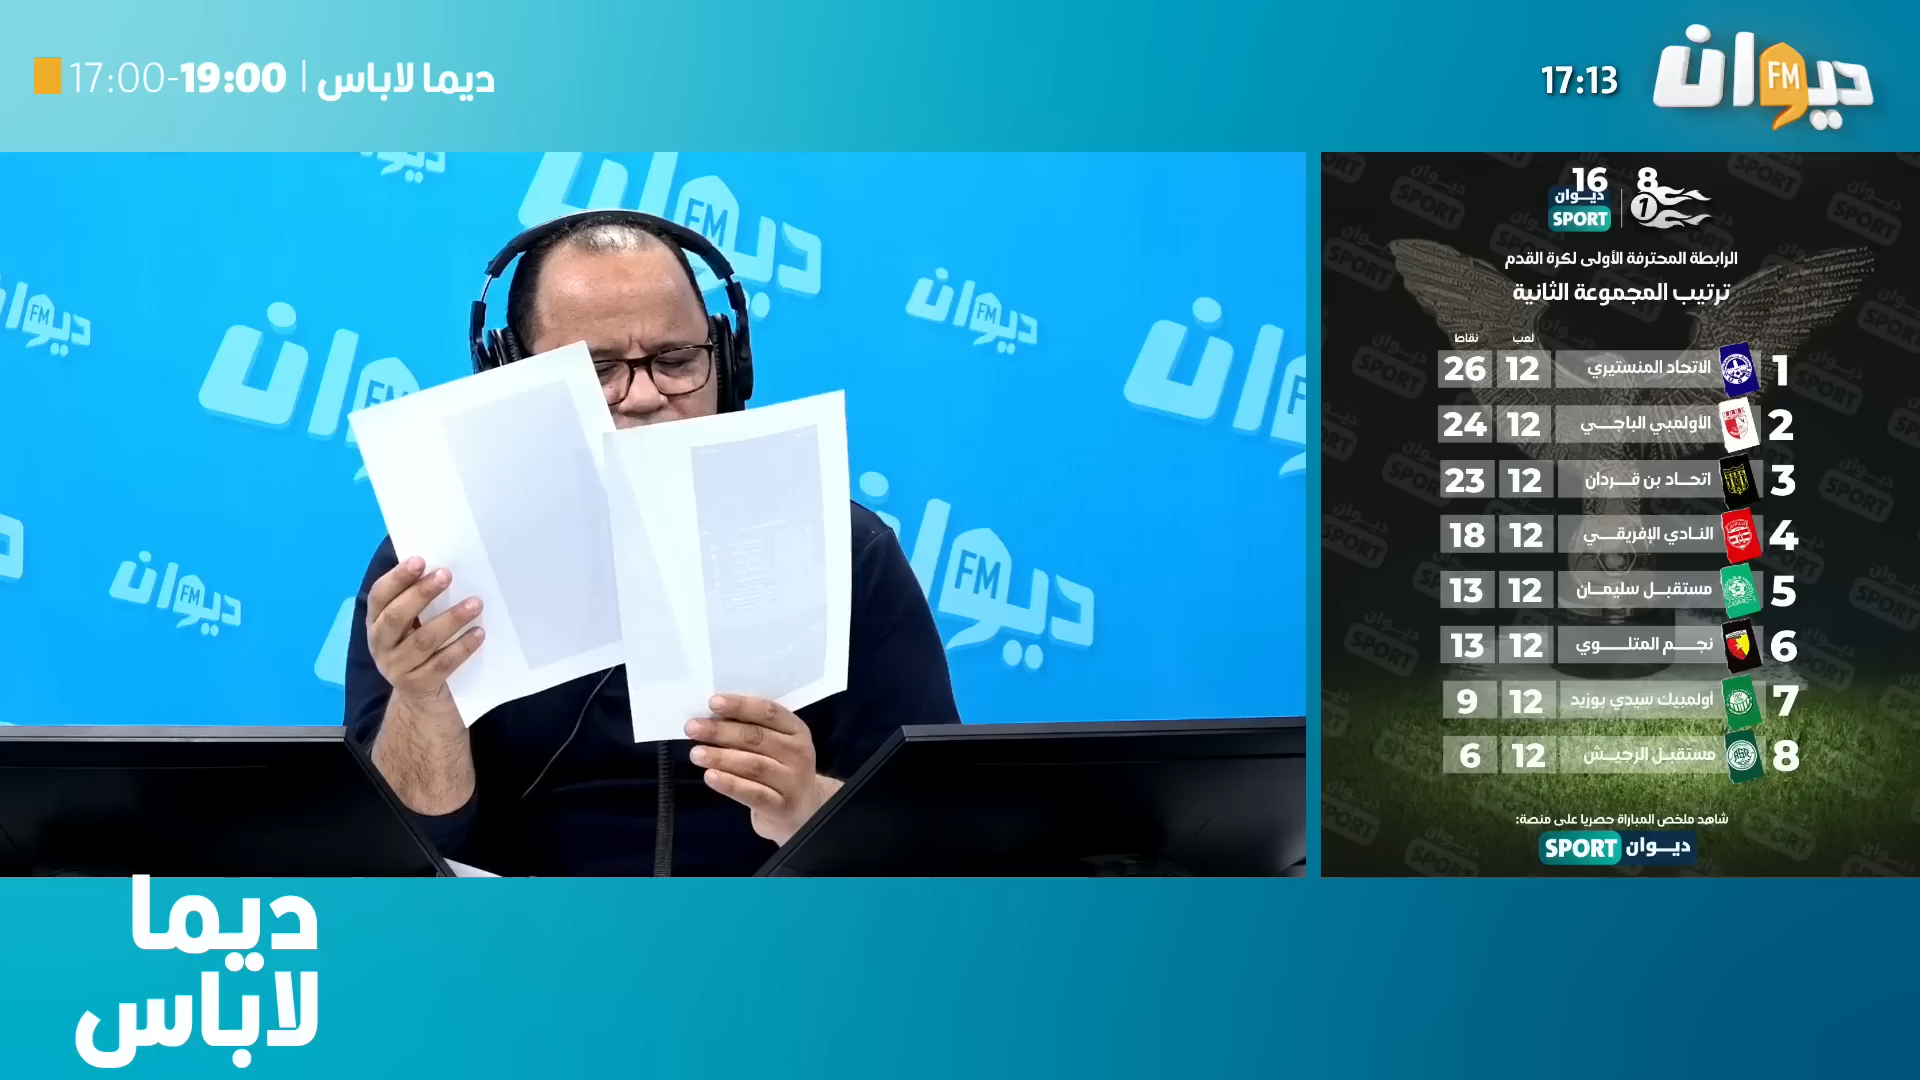 ديما لاباس | 19:00-17:00
17:13
ديوان FM
8 16
1
ديوان
SPORT
الرابطة المحترفة الأولى لكرة القدم
ترتيب المجموعة الثانية
لعب نقاط
1 الاتحاد المنستيري 12 26
2 الأولمبي الباجي 12 24
3 اتحاد بن قردان 12 23
4 النادي الإفريقي 12 18
5 مستقبل سليمان 12 13
6 نجم المتلوي 12 13
7 اولمبيك سيدي بوزيد 12 9
8 مستقبل الرجيش 12 6
شاهد ملخص المباراة حصريا على منصة:
ديوان SPORT
ديما
لاباس